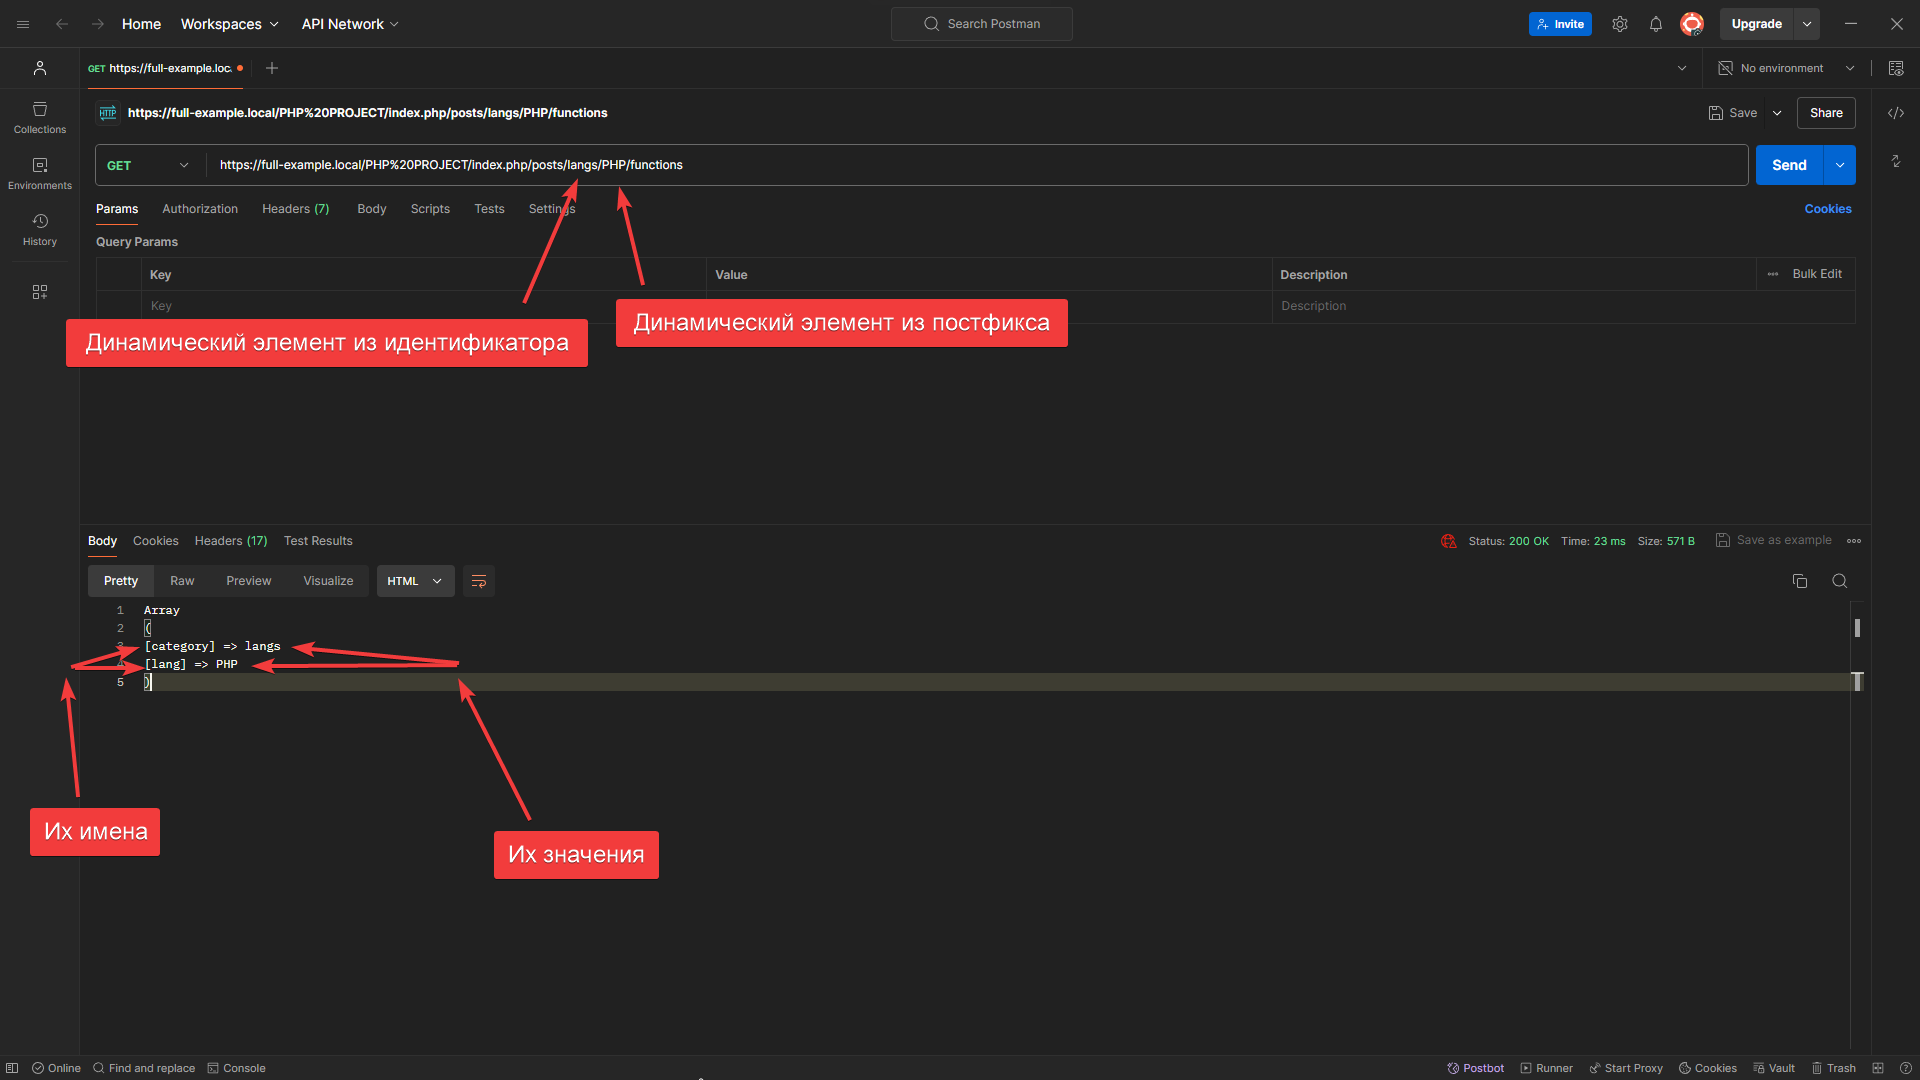 Home Workspaces API Network Search Postman Invite Upgrade
GET https://full-example.loc. No environment
HTTP https://full-example.local/PHP%20PROJECT/index.php/posts/langs/PHP/functions Save Share
Collections
GET https://full-example.local/PHP%20PROJECT/index.php/posts/langs/PHP/functions Send
Environments
Params Authorization Headers (7) Body Scripts Tests Settings Cookies
History
Query Params
Key Value Description Bulk Edit
Key Description
Динамический элемент из постфикса
Динамический элемент из идентификатора
Body Cookies Headers (17) Test Results Status: 200 OK Time: 23 ms Size: 571 B Save as example
Pretty Raw Preview Visualize HTML
1 Array
2 (
3 [category] => langs
4 [lang] => PHP
5 )
Их имена
Их значения
Online Find and replace Console Postbot Runner Start Proxy Cookies Vault Trash